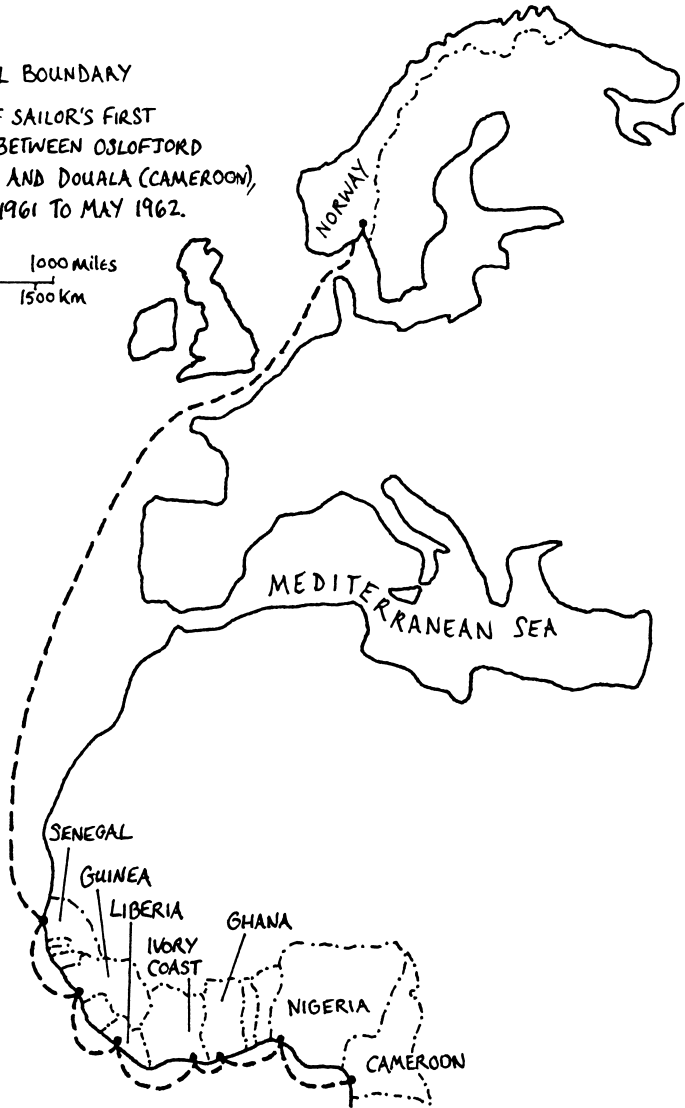 L BOUNDARY
F SAILOR'S FIRST
BETWEEN OSLOFJORD
AND DOUALA (CAMEROON),
1961 TO MAY 1962.
1000 MILES
1500 KM
NORWAY
MEDITERRANEAN SEA
SENEGAL
GUINEA
LIBERIA
IVORY
COAST
GHANA
NIGERIA
CAMEROON